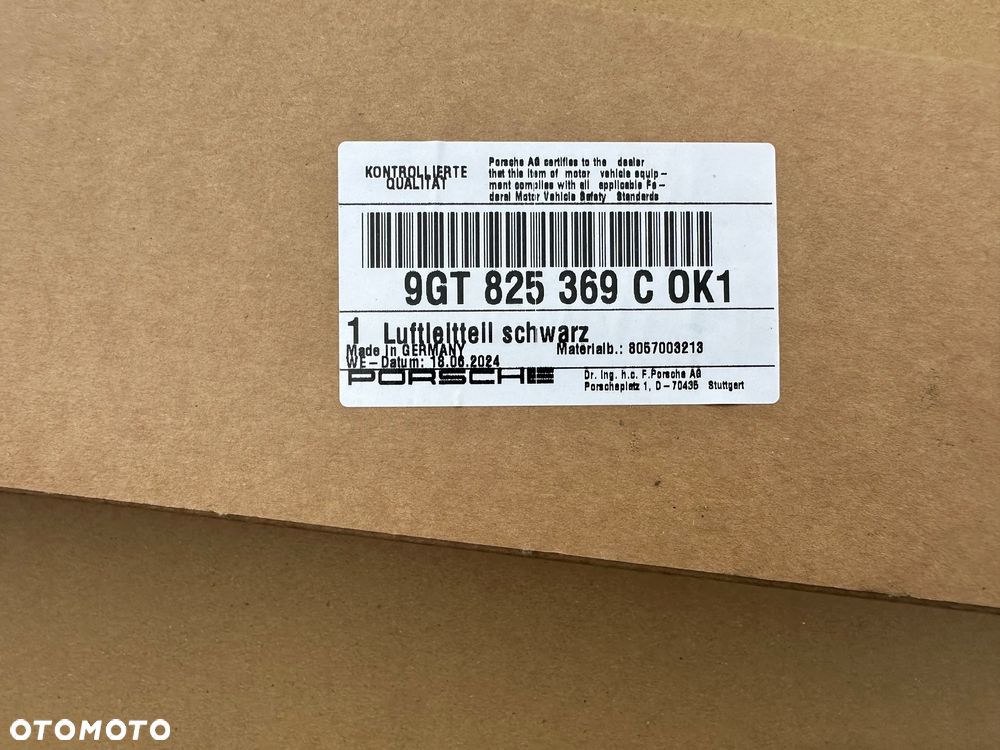 KONTROLLIERTE
QUALITÄT
Porsche AG certifies to the dealer
that this item of motor vehicle equip-
ment complies with all applicable Fe-
deral Motor Vehicle Safety Standards
9GT 825 369 C OK1
1 Luftleitteil schwarz
Made in GERMANY Materialb.: 8057003213
WE-Datum: 18.06.2024
PORSCHE
Dr. Ing. h.c. F.Porsche AG
Porscheplatz 1, D-70435 Stuttgart
OTOMOTO